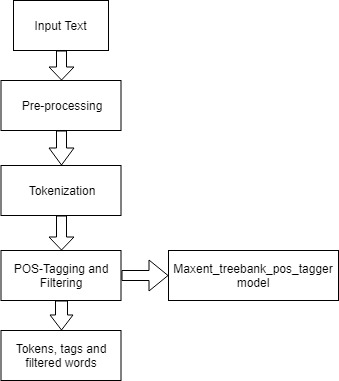 Input Text
Pre-processing
Tokenization
POS-Tagging and
Filtering
Maxent_treebank_pos_tagger
model
Tokens, tags and
filtered words